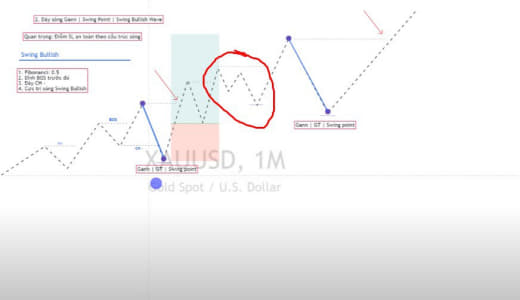 2. Đáy sóng Gann | Swing Point | Swing Bullish Wave
Quan trọng: Điểm SL an toàn theo cấu trúc sóng
Swing Bullish
1. Fibonanci: 0.5
2. Đỉnh BOS trước đó
3. Đáy CH -
4. Cực trị sóng Swing Bullish
BOS
Gann | GT | Swing point
XAUUSD, 1M
Gann | GT | Swing point
Gold Spot / U.S. Dollar